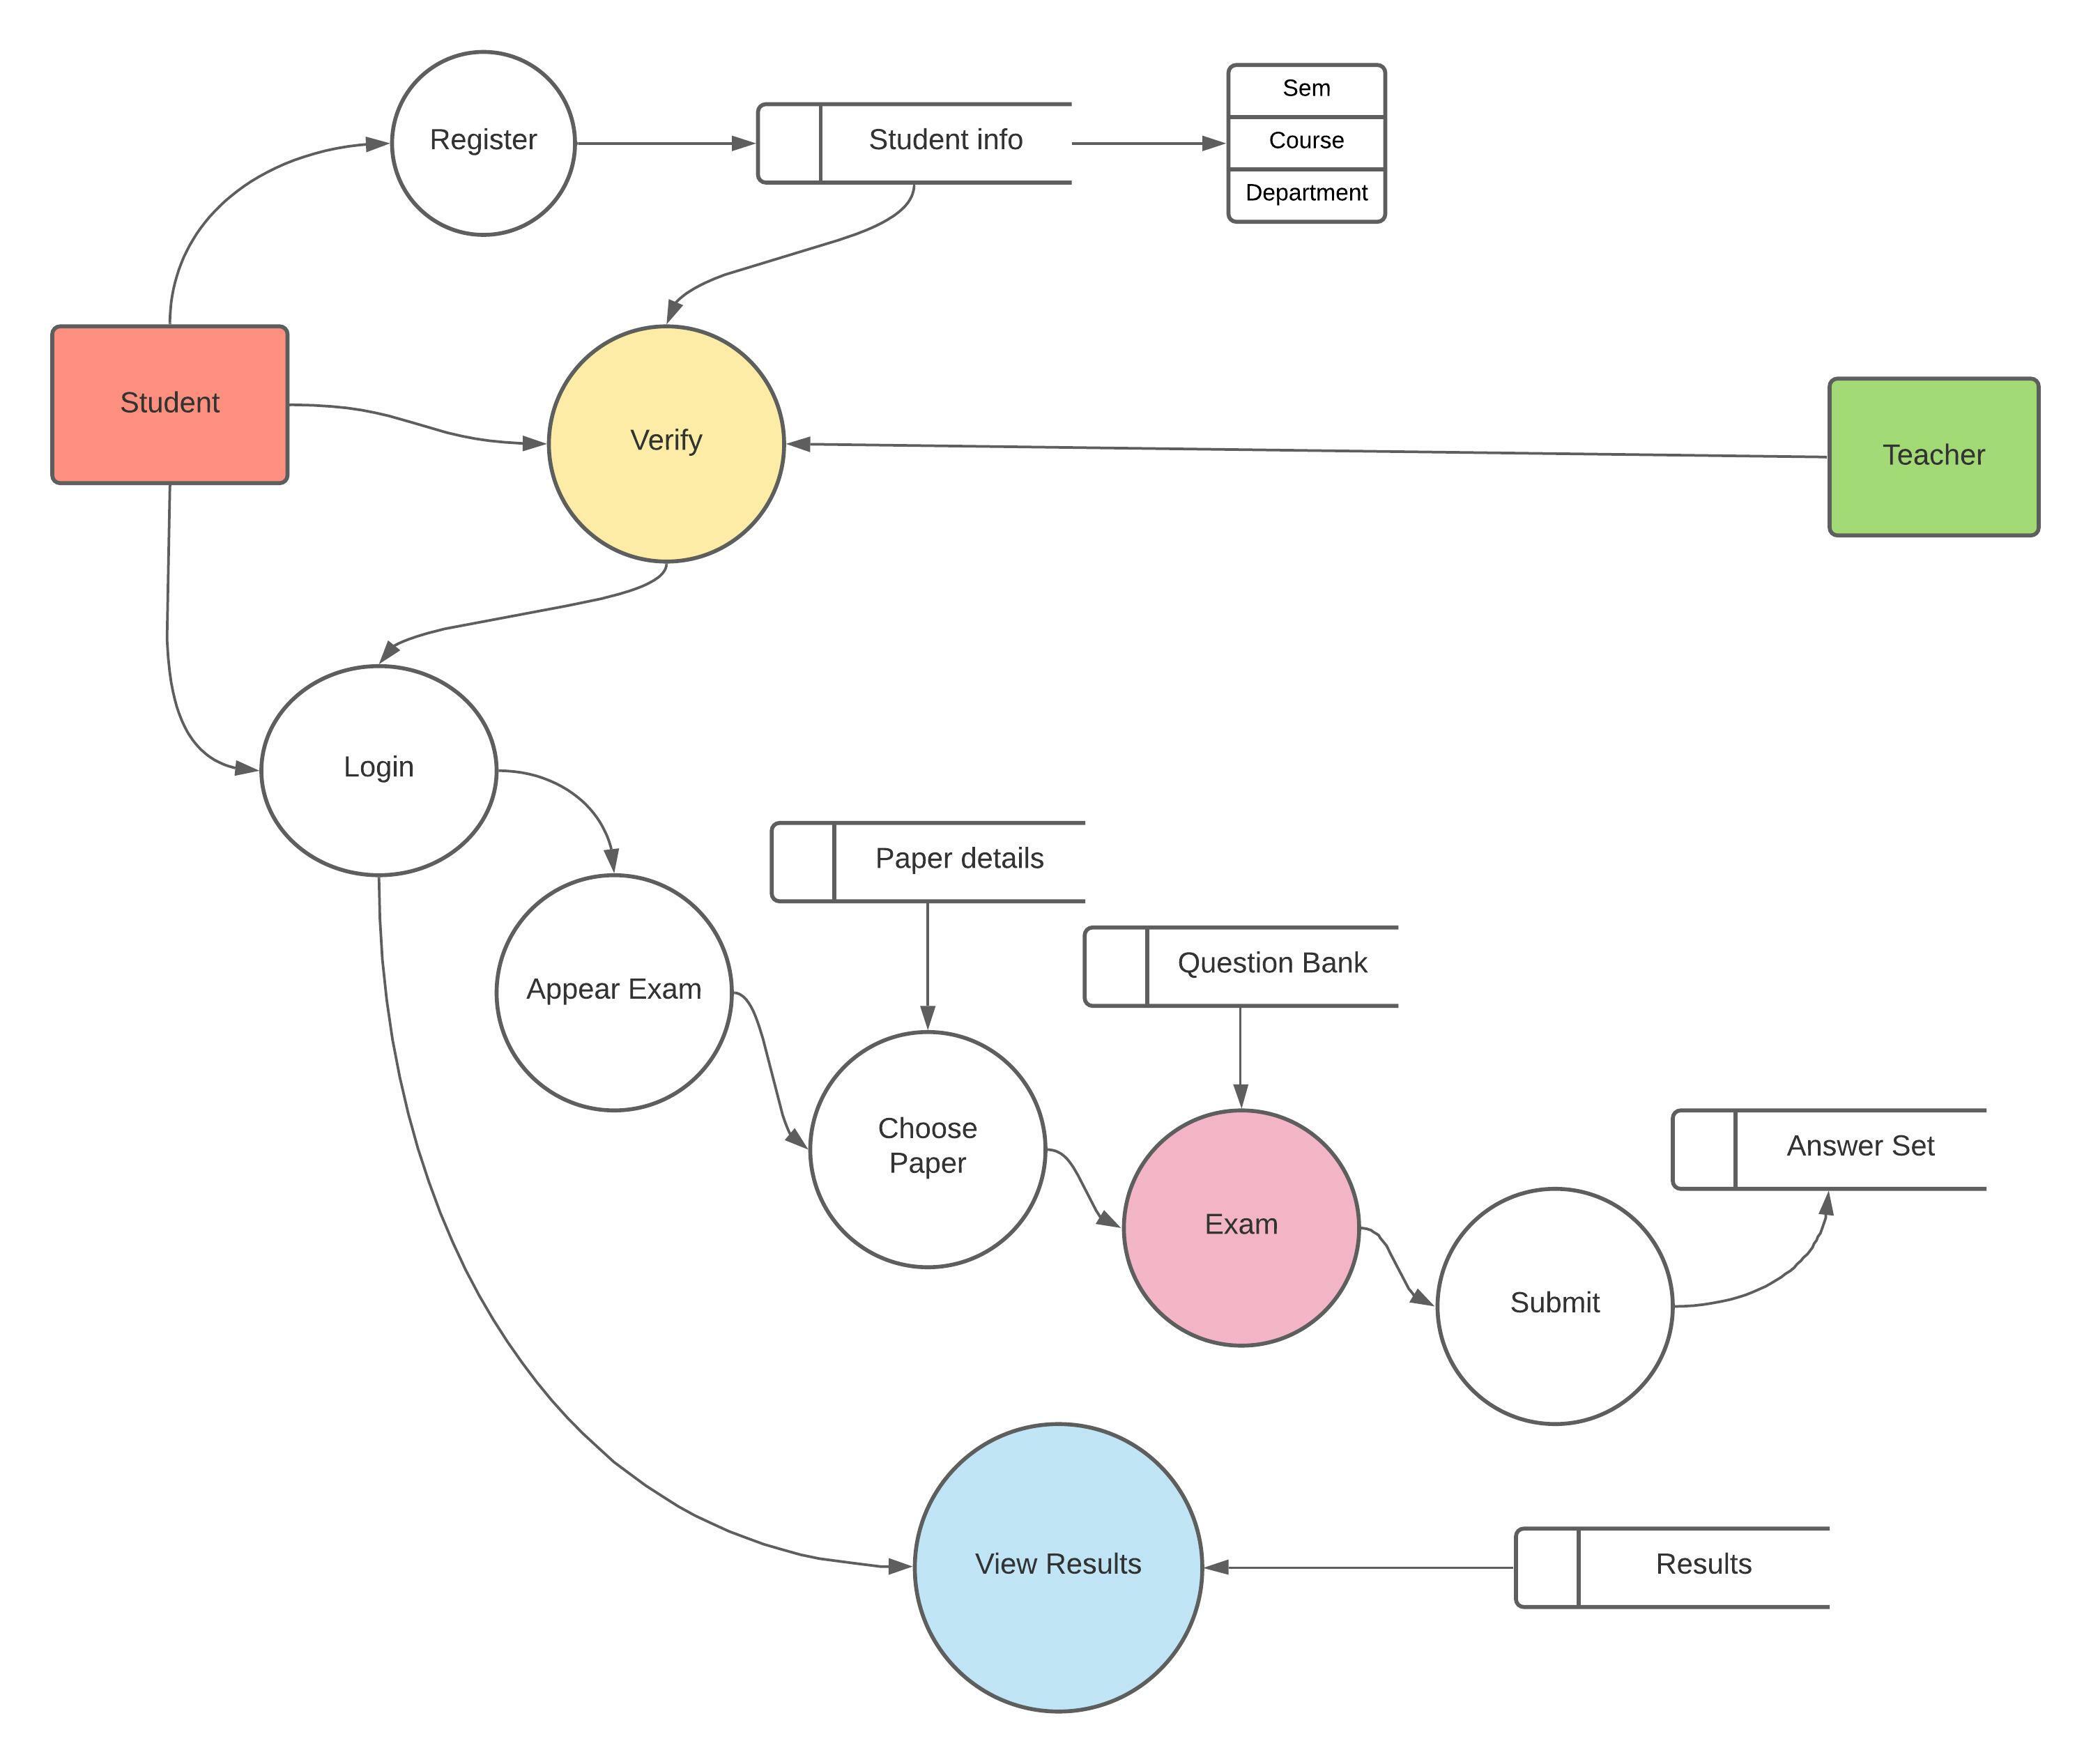 Register
Student info
Sem
Course
Department
Student
Verify
Teacher
Login
Paper details
Question Bank
Appear Exam
Choose
Paper
Exam
Answer Set
Submit
View Results
Results